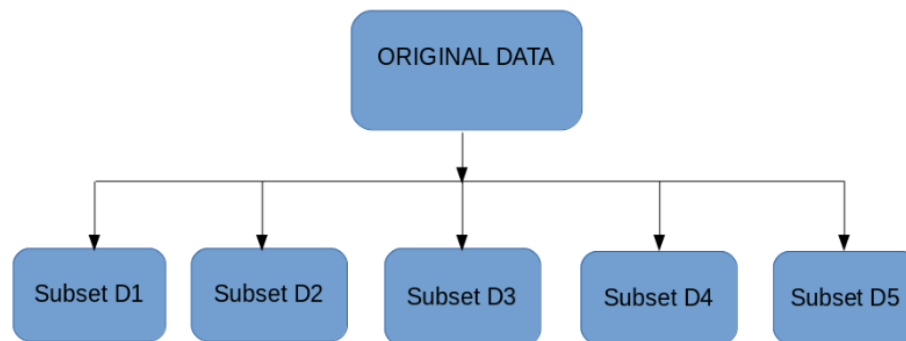 ORIGINAL DATA
Subset D1
Subset D2
Subset D3
Subset D4
Subset D5